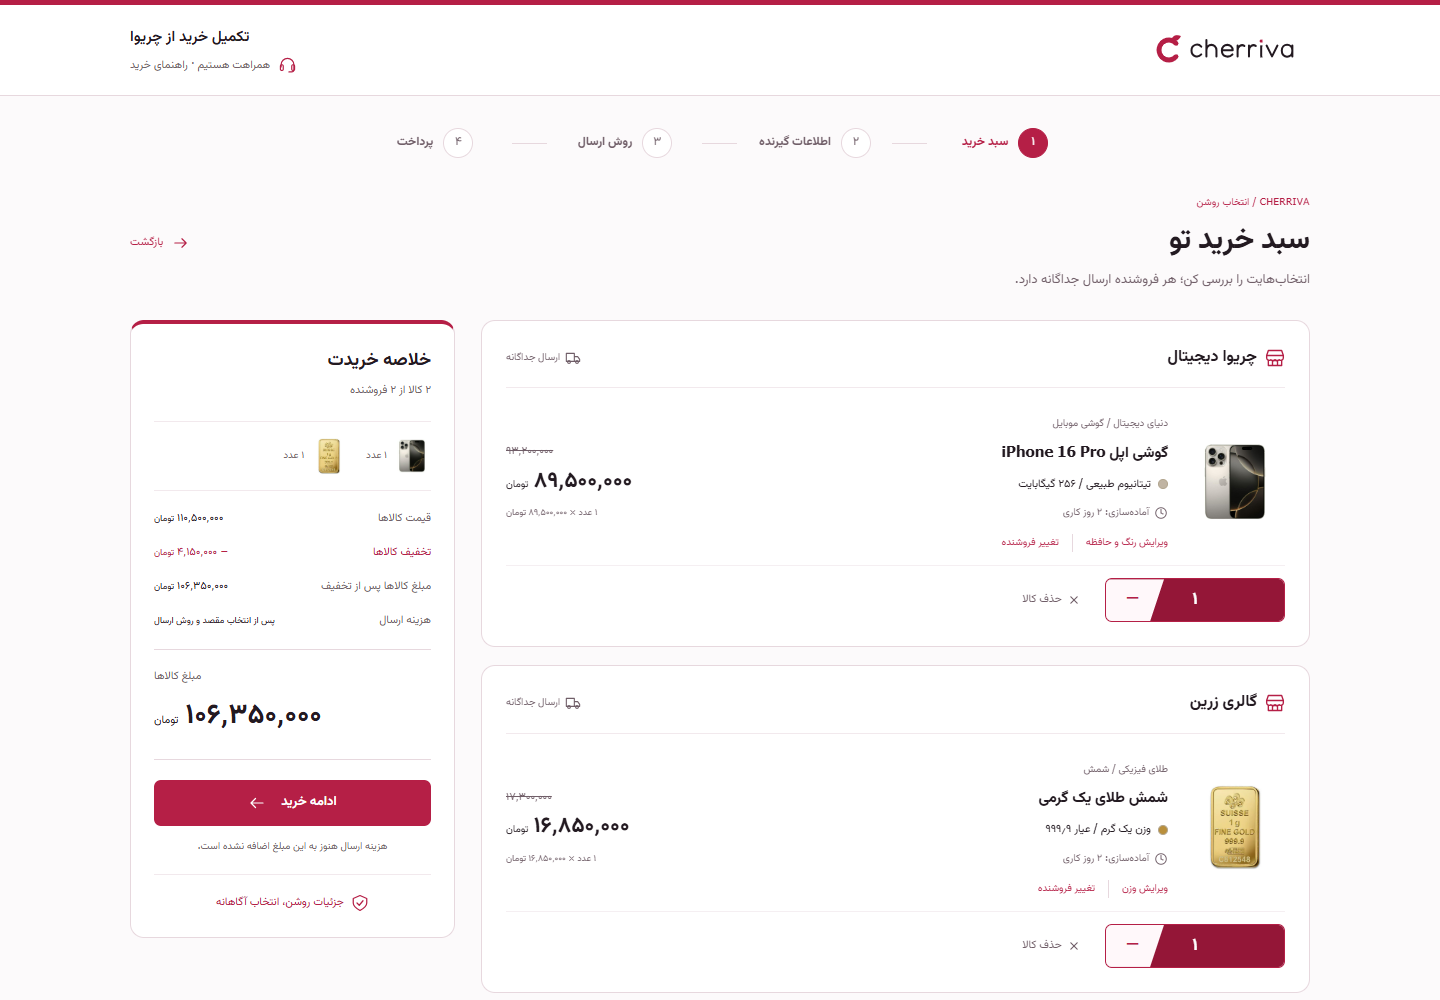 cherriva
تکمیل خرید از چریوا
همراهت هستیم · راهنمای خرید
۱ سبد خرید
۲ اطلاعات گیرنده
۳ روش ارسال
۴ پرداخت
CHERRIVA / انتخاب روشن
سبد خرید تو
بازگشت
انتخاب‌هایت را بررسی کن؛ هر فروشنده ارسال جداگانه دارد.
چریوا دیجیتال
ارسال جداگانه
دنیای دیجیتال / گوشی موبایل
گوشی اپل iPhone 16 Pro
تیتانیوم طبیعی / ۲۵۶ گیگابایت
آماده‌سازی: ۲ روز کاری
ویرایش رنگ و حافظه
تغییر فروشنده
۹۳,۲۰۰,۰۰۰
۸۹,۵۰۰,۰۰۰ تومان
۱ عدد × ۸۹,۵۰۰,۰۰۰ تومان
۱ −
حذف کالا
گالری زرین
ارسال جداگانه
طلای فیزیکی / شمش
شمش طلای یک گرمی
وزن یک گرم / عیار ۹۹۹٫۹
آماده‌سازی: ۲ روز کاری
ویرایش وزن
تغییر فروشنده
۱۷,۳۰۰,۰۰۰
۱۶,۸۵۰,۰۰۰ تومان
۱ عدد × ۱۶,۸۵۰,۰۰۰ تومان
SUISSE
1 g
FINE GOLD
999.9
۱ −
حذف کالا
خلاصه خریدت
۲ کالا از ۲ فروشنده
۱ عدد
۱ عدد
قیمت کالاها ۱۱۰,۵۰۰,۰۰۰ تومان
تخفیف کالاها − ۴,۱۵۰,۰۰۰ تومان
مبلغ کالاها پس از تخفیف ۱۰۶,۳۵۰,۰۰۰ تومان
هزینه ارسال پس از انتخاب مقصد و روش ارسال
مبلغ کالاها
۱۰۶,۳۵۰,۰۰۰ تومان
ادامه خرید
هزینه ارسال هنوز به این مبلغ اضافه نشده است.
جزئیات روشن، انتخاب آگاهانه